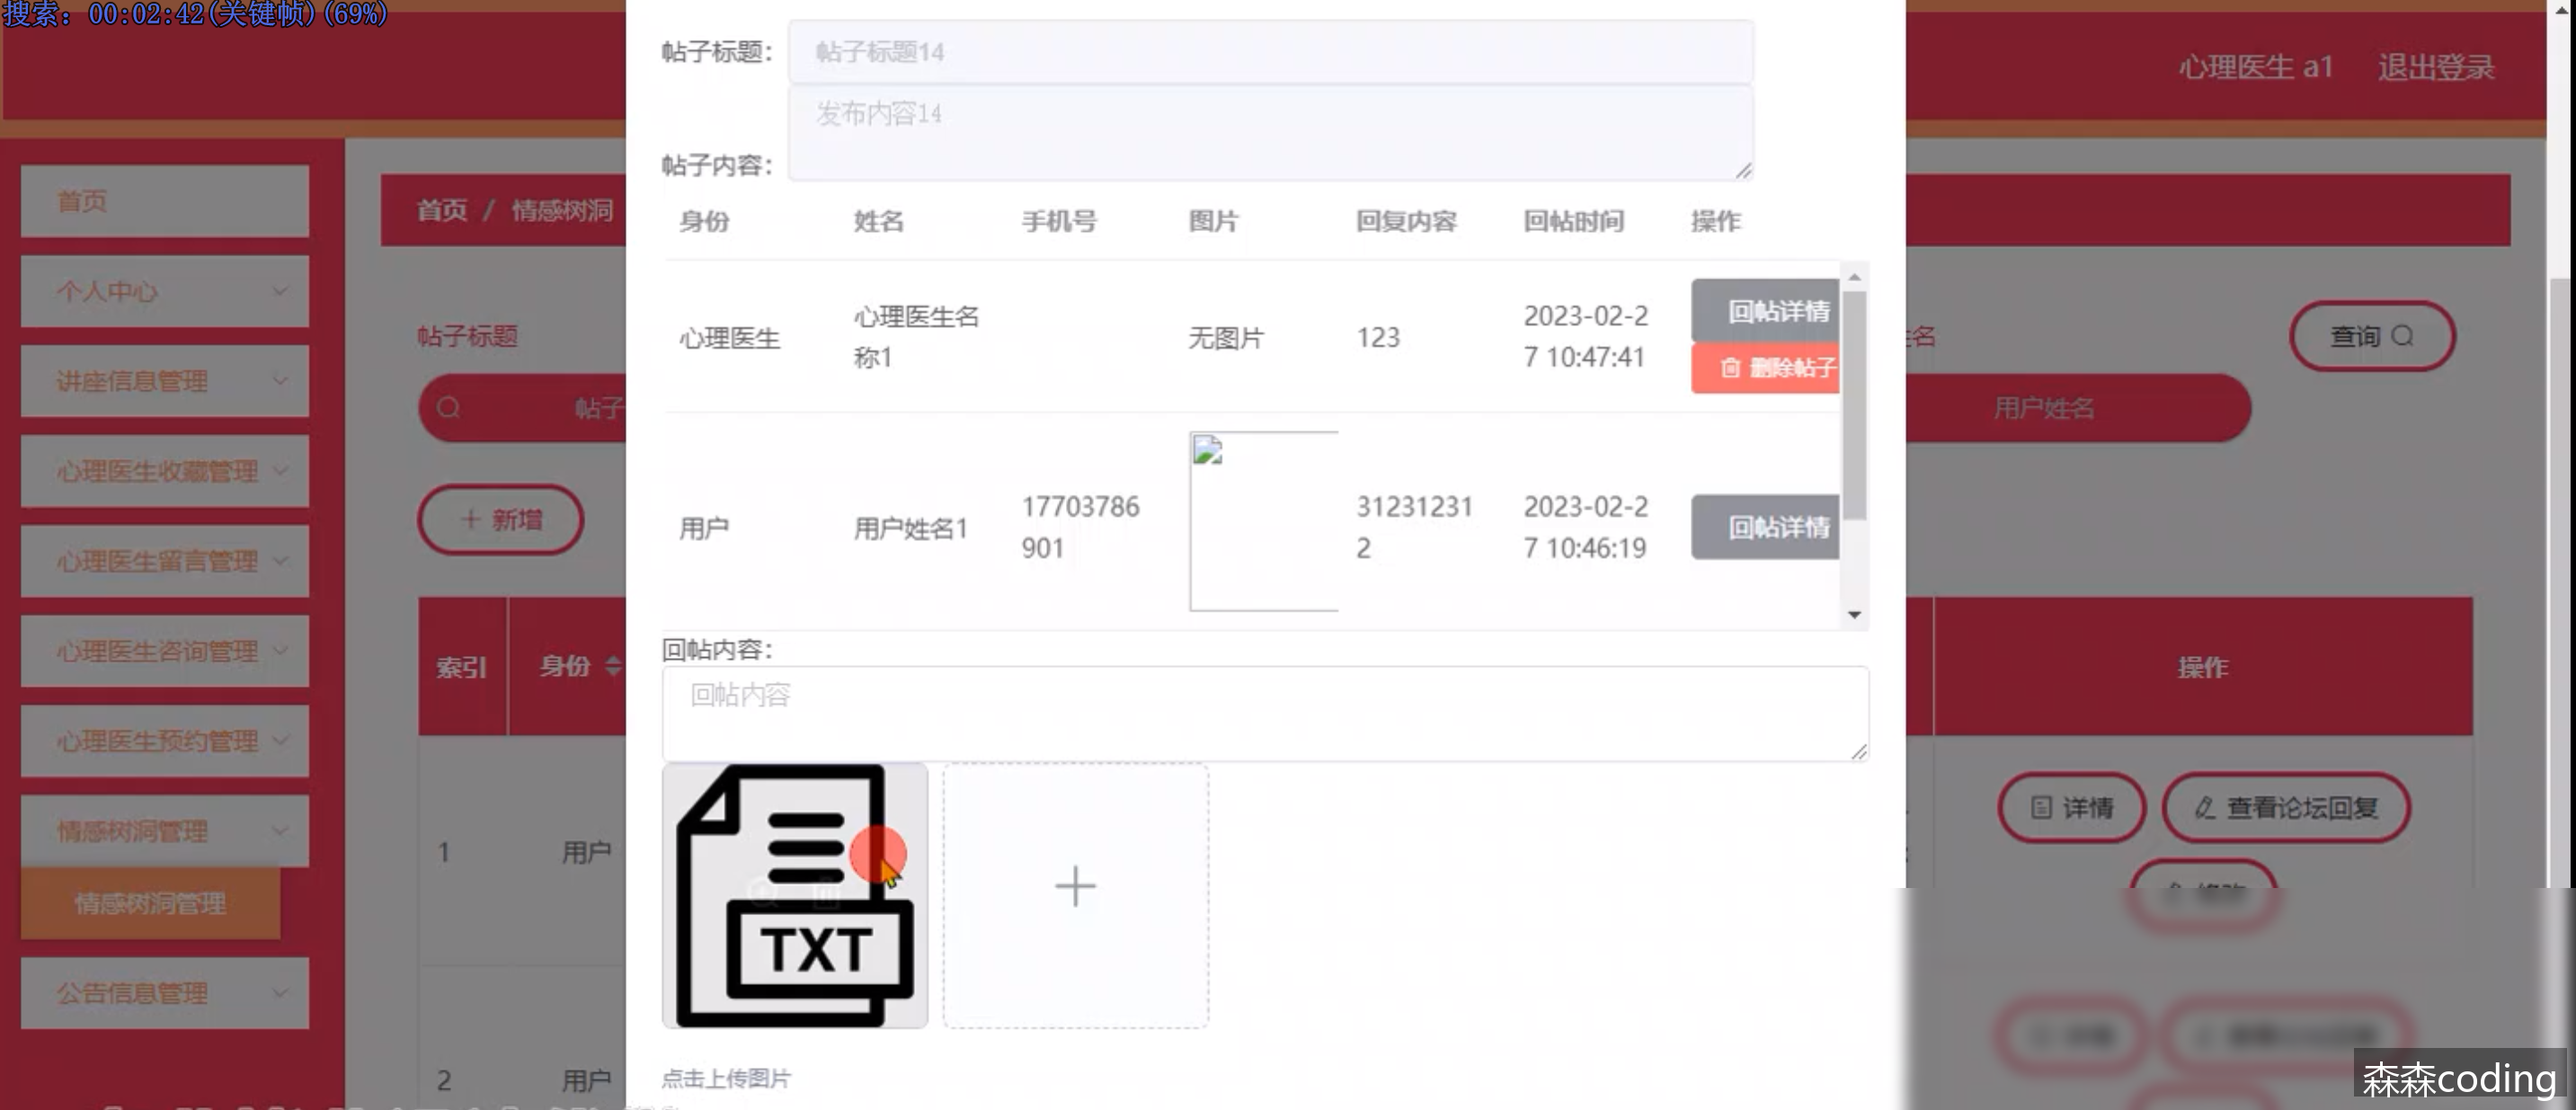 搜索: 00:02:42(关键帧)(69%)
心理医生 a1 退出登录
首页
个人中心
讲座信息管理
心理医生收藏管理
心理医生留言管理
心理医生咨询管理
心理医生预约管理
情感树洞管理
情感树洞管理
公告信息管理
首页 / 情感树洞
帖子标题
帖子
新增
索引 身份
1 用户
2 用户
帖子标题: 帖子标题14
发布内容14
帖子内容:
身份 姓名 手机号 图片 回复内容 回帖时间 操作
心理医生 心理医生名 无图片 123 2023-02-2 回帖详情
称1 7 10:47:41 删除帖子
用户 用户姓名1 17703786 31231231 2023-02-2 回帖详情
901 2 7 10:46:19
回帖内容:
回帖内容
TXT
点击上传图片
名
查询
用户姓名
操作
详情 查看论坛回复
森森coding